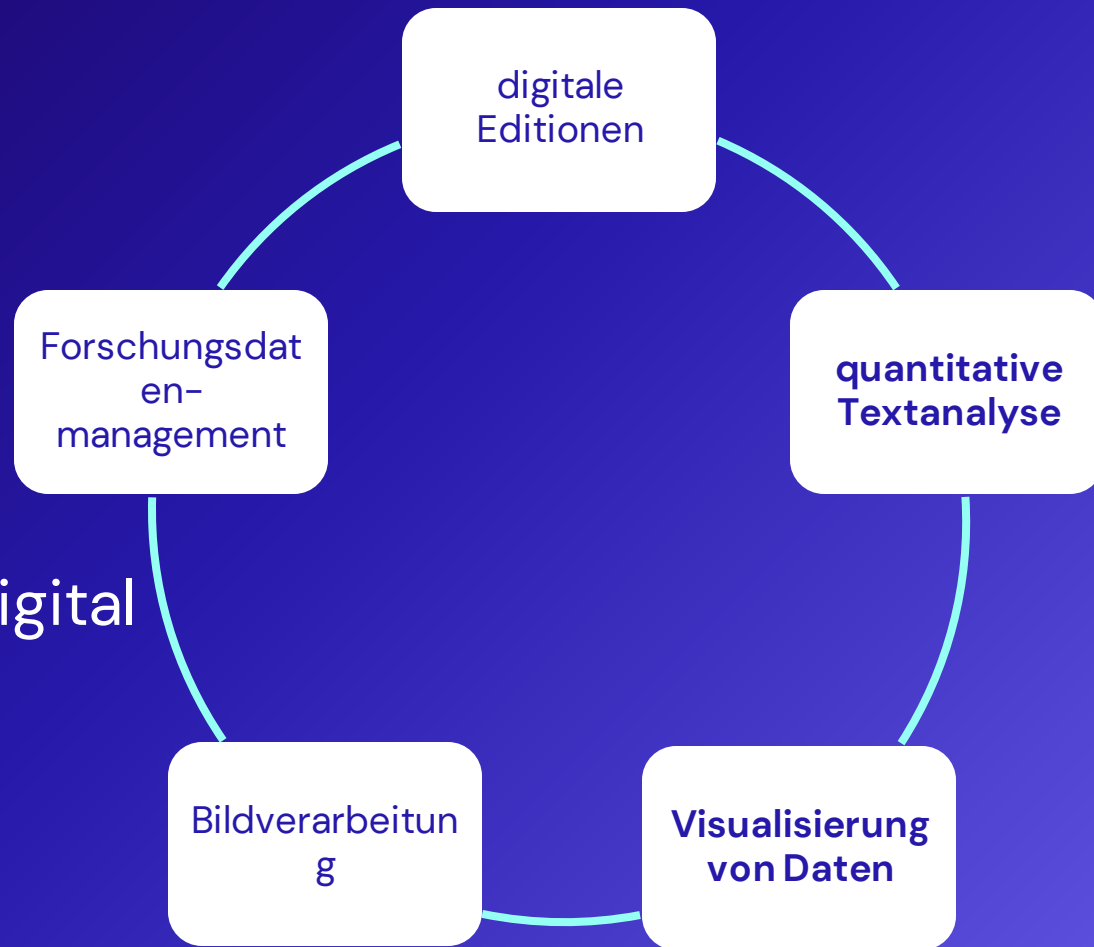 digitale
Editionen
quantitative
Textanalyse
Visualisierung
von Daten
Bildverarbeitun
g
Forschungsdat
en-
management
igital